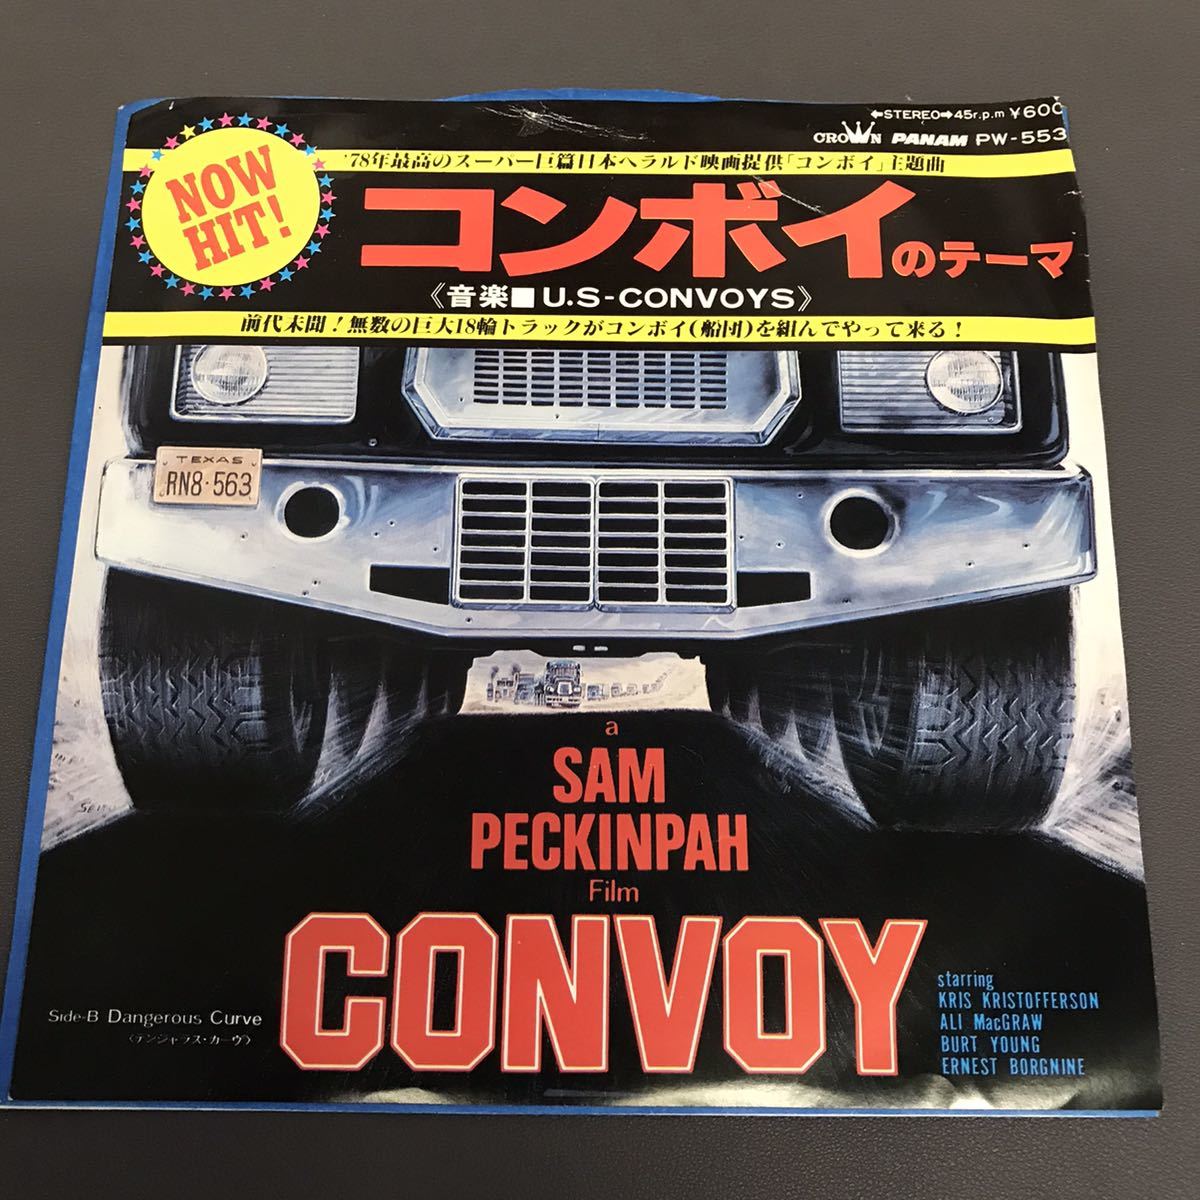 ←STEREO→45r.p.m ¥600
CROWN PANAM PW-553
NOW
HIT!
'78年最高のスーパー巨篇日本ヘラルド映画提供「コンボイ」主題曲
コンボイのテーマ
《音楽■U.S-CONVOYS》
前代未聞!無数の巨大18輪トラックがコンボイ(船団)を組んでやって来る!
TEXAS
RN8·563
a
SAM
PECKINPAH
Film
CONVOY
starring
KRIS KRISTOFFERSON
ALI MacGRAW
BURT YOUNG
ERNEST BORGNINE
Side-B Dangerous Curve
〈デンジャラス・カーヴ〉